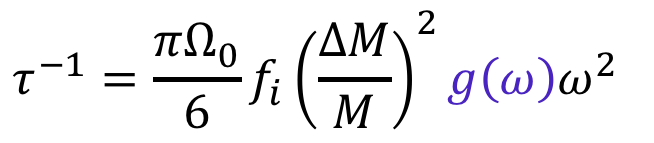 τ⁻¹ = πΩ₀/6 fᵢ (ΔM/M)² g(ω)ω²